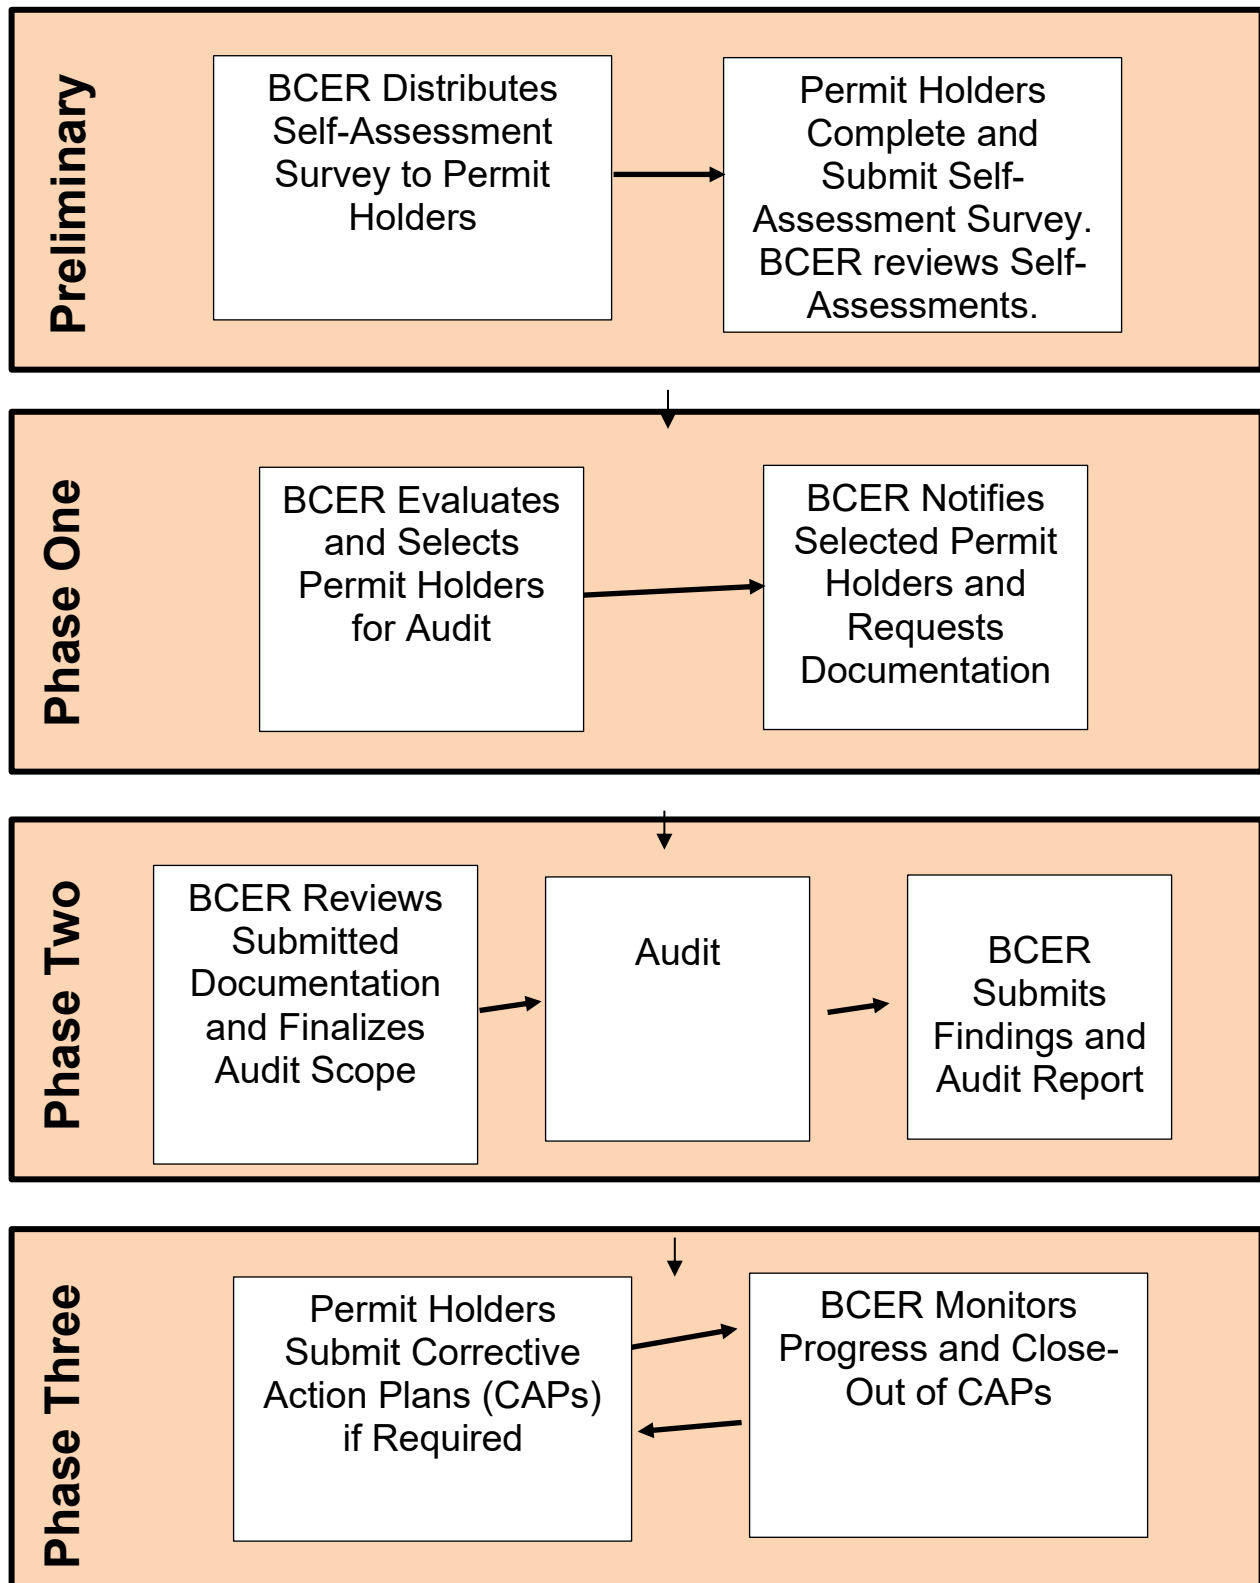 Preliminary
BCER Distributes
Self-Assessment
Survey to Permit
Holders
Permit Holders
Complete and
Submit Self-
Assessment Survey.
BCER reviews Self-
Assessments.
Phase One
BCER Evaluates
and Selects
Permit Holders
for Audit
BCER Notifies
Selected Permit
Holders and
Requests
Documentation
Phase Two
BCER Reviews
Submitted
Documentation
and Finalizes
Audit Scope
Audit
BCER
Submits
Findings and
Audit Report
Phase Three
Permit Holders
Submit Corrective
Action Plans (CAPs)
if Required
BCER Monitors
Progress and Close-
Out of CAPs